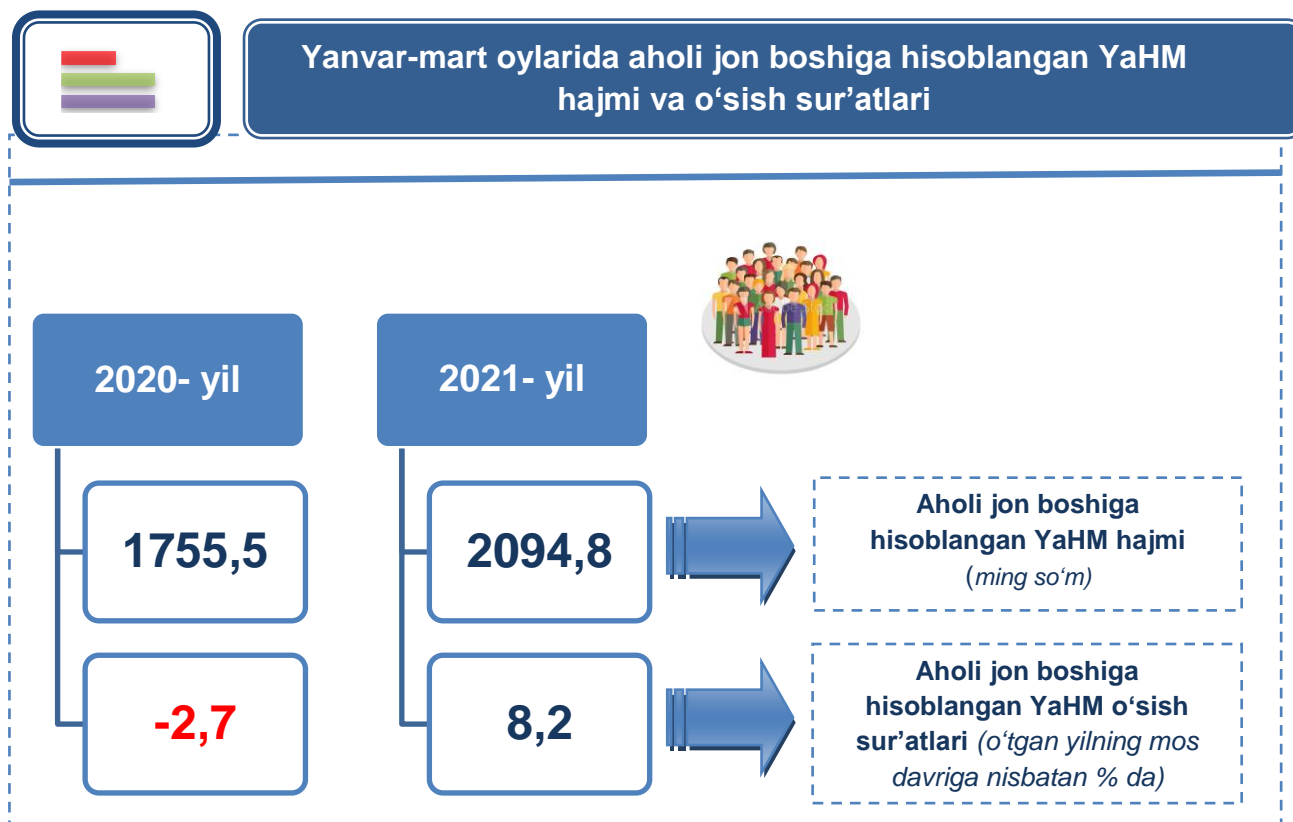 Yanvar-mart oylarida aholi jon boshiga hisoblangan YaHM
hajmi va o‘sish sur’atlari
2020- yil
2021- yil
1755,5
2094,8
Aholi jon boshiga
hisoblangan YaHM hajmi
(ming so‘m)
-2,7
8,2
Aholi jon boshiga
hisoblangan YaHM o‘sish
sur’atlari (o‘tgan yilning mos
davriga nisbatan % da)